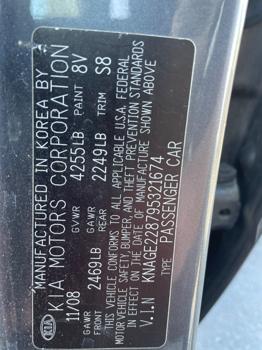 MANUFACTURED IN KOREA BY
KIA MOTORS CORPORATION
11/08 GVWR 4255LB PAINT 8V
GAWR FRONT 2469LB GAWR REAR 2249LB TRIM S8
THIS VEHICLE CONFORMS TO ALL APPLICABLE U.S.A. FEDERAL
MOTOR VEHICLE SAFETY, BUMPER AND THEFT PREVENTION STANDARDS
IN EFFECT ON THE DATE OF MANUFACTURE SHOWN ABOVE
V.I.N KNAGE228795321674
TYPE PASSENGER CAR
KIA